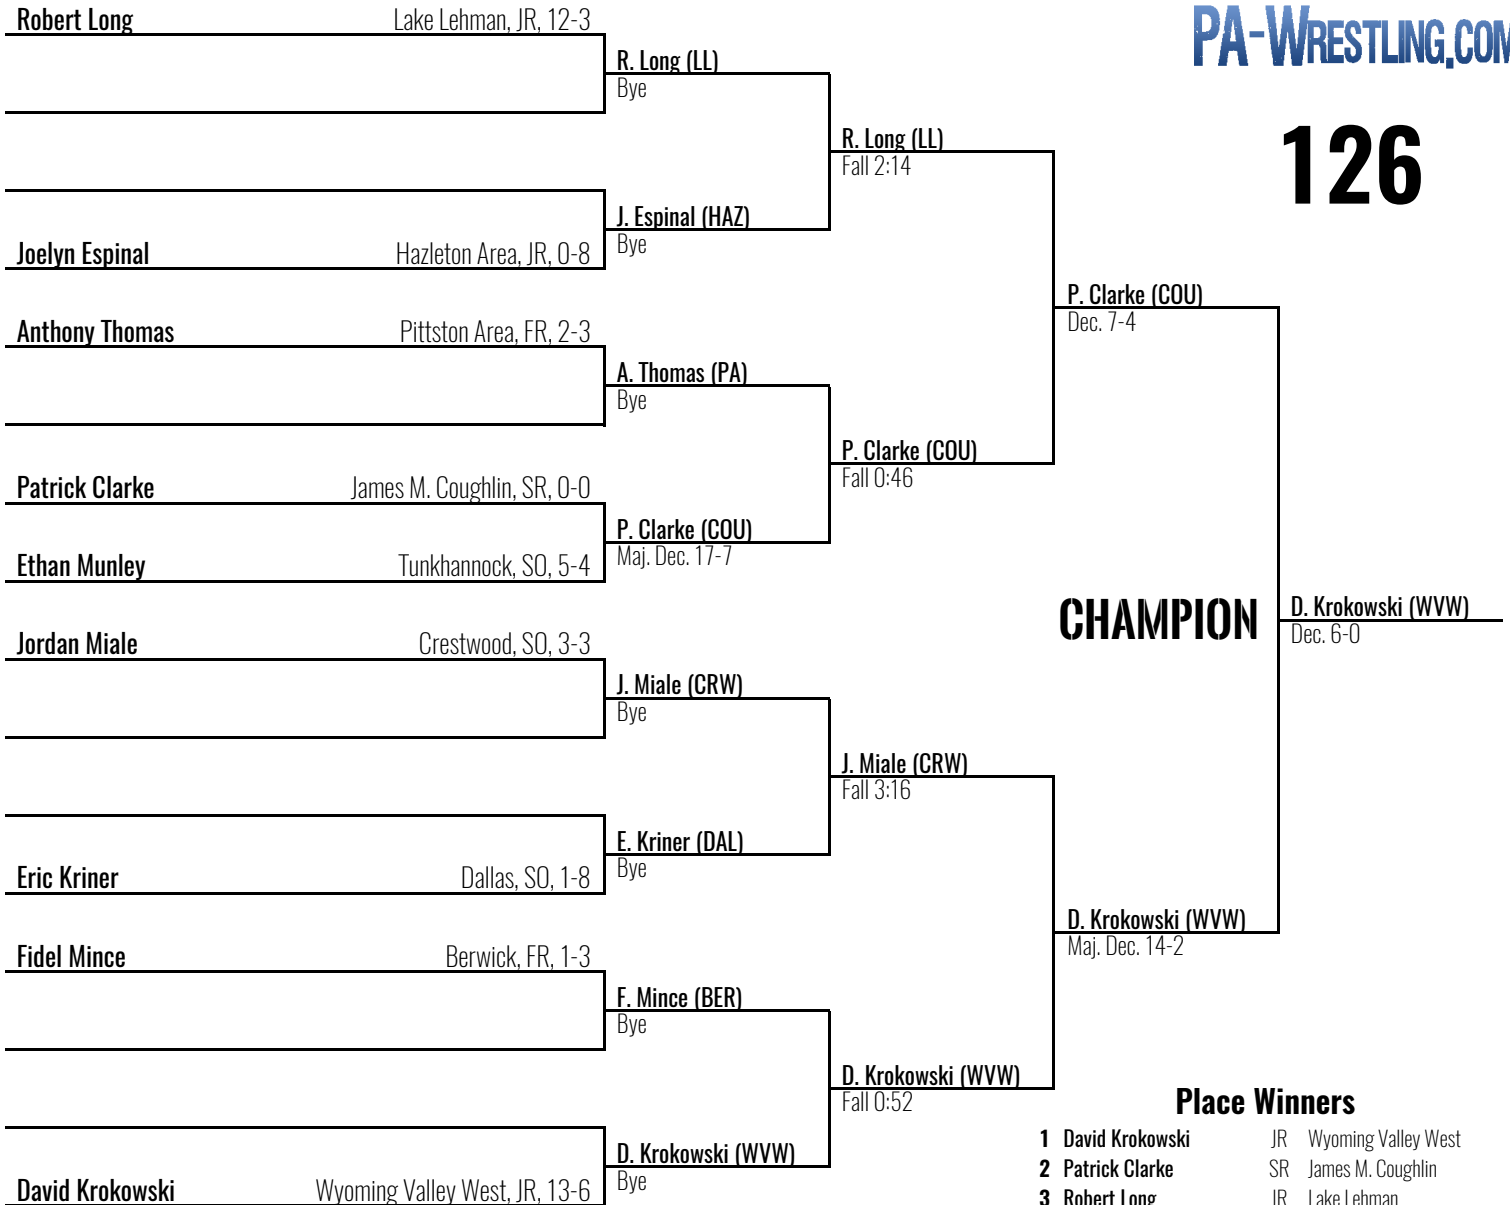 Robert Long Lake Lehman, JR, 12-3
PA-WRESTLING.COM
R. Long (LL)
Bye
126
R. Long (LL)
Fall 2:14
J. Espinal (HAZ)
Bye
Joelyn Espinal Hazleton Area, JR, 0-8
P. Clarke (COU)
Dec. 7-4
Anthony Thomas Pittston Area, FR, 2-3
A. Thomas (PA)
Bye
P. Clarke (COU)
Fall 0:46
Patrick Clarke James M. Coughlin, SR, 0-0
P. Clarke (COU)
Maj. Dec. 17-7
Ethan Munley Tunkhannock, SO, 5-4
CHAMPION
D. Krokowski (WVW)
Dec. 6-0
Jordan Miale Crestwood, SO, 3-3
J. Miale (CRW)
Bye
J. Miale (CRW)
Fall 3:16
E. Kriner (DAL)
Bye
Eric Kriner Dallas, SO, 1-8
D. Krokowski (WVW)
Maj. Dec. 14-2
Fidel Mince Berwick, FR, 1-3
F. Mince (BER)
Bye
D. Krokowski (WVW)
Fall 0:52
D. Krokowski (WVW)
Bye
David Krokowski Wyoming Valley West, JR, 13-6
Place Winners
1 David Krokowski JR Wyoming Valley West
2 Patrick Clarke SR James M. Coughlin
3 Robert Long JR Lake Lehman